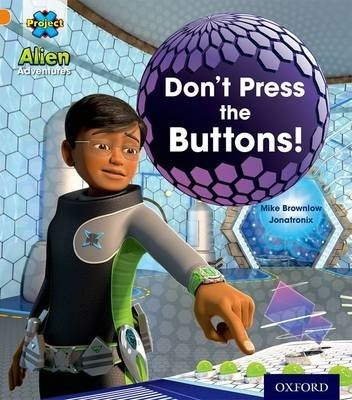 Project
X
Alien
Adventures
Don't Press
the
Buttons!
Mike Brownlow
Jonatronix
OXFORD